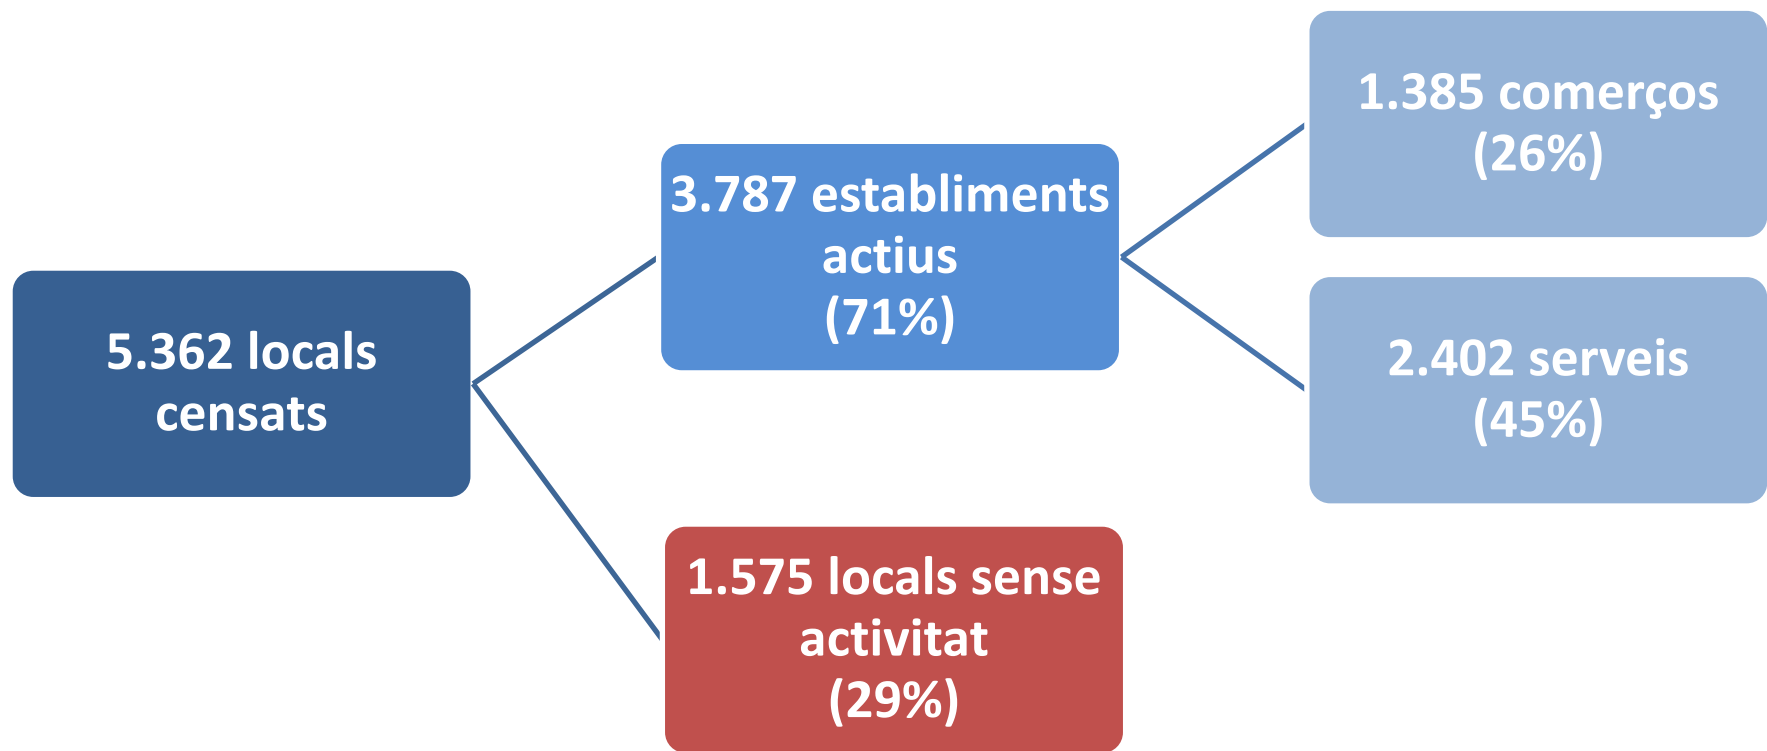 5.362 locals
censats
3.787 establiments
actius
(71%)
1.575 locals sense
activitat
(29%)
1.385 comerços
(26%)
2.402 serveis
(45%)